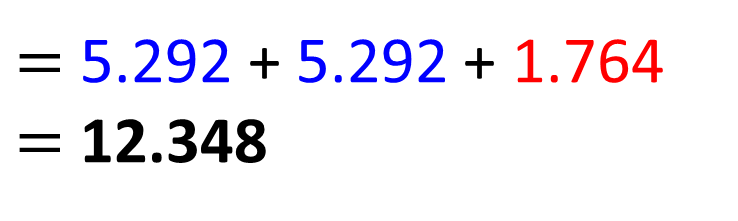 = 5.292 + 5.292 + 1.764
= 12.348